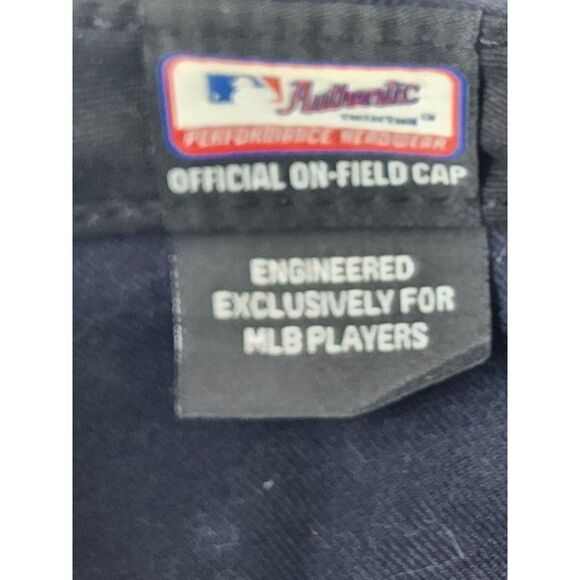 Authentic
PERFORMANCE HEADWEAR
OFFICIAL ON-FIELD CAP
ENGINEERED
EXCLUSIVELY FOR
MLB PLAYERS